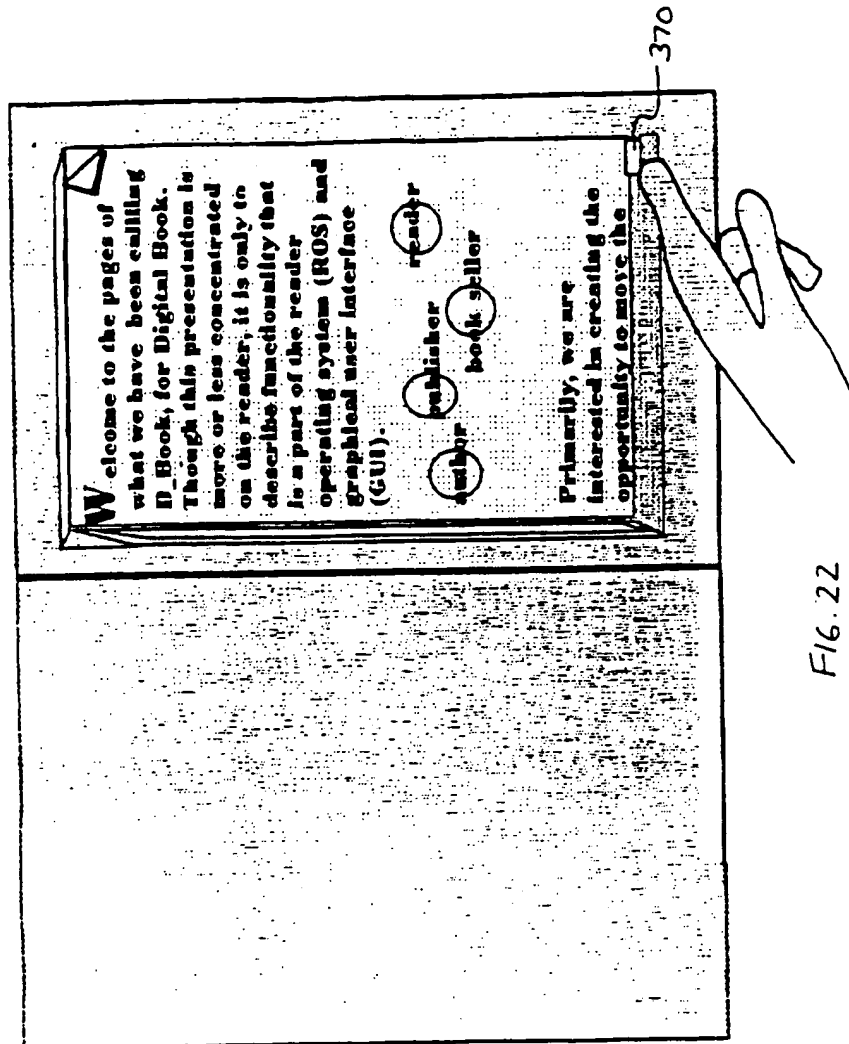 Welcome to the pages of
what we have been calling
D_Book, for Digital Book.
Though this presentation is
more or less concentrated
on the reader, it is only to
describe functionality that
is a part of the reader
operating system (ROS) and
graphical user interface
(GUI).
author
publisher
book seller
reader
Primarily, we are
interested in creating the
opportunity to move the
370
FIG. 22